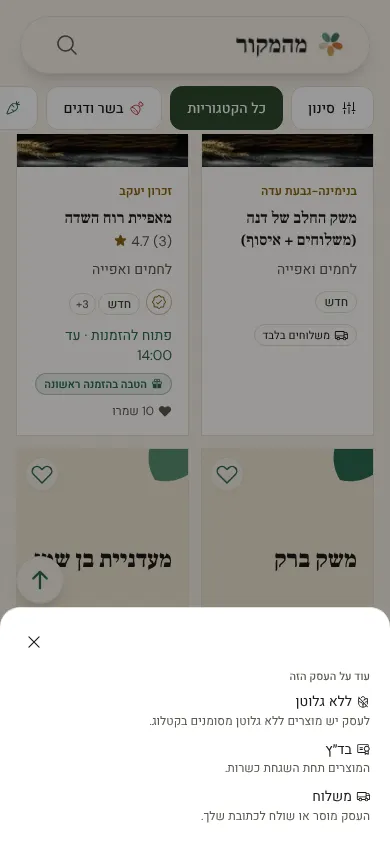 מהמקור
סינון
כל הקטגוריות
בשר ודגים
בנימינה-גבעת עדה
משק החלב של דנה
(משלוחים + איסוף)
לחמים ואפייה
חדש
משלוחים בלבד
זכרון יעקב
מאפיית רוח השדה
4.7 (3)
לחמים ואפייה
חדש
+3
פתוח להזמנות · עד
14:00
הטבה בהזמנה ראשונה
10 שמרו
משק ברק
מעדניית בן שמן
עוד על העסק הזה
ללא גלוטן
לעסק יש מוצרים ללא גלוטן מסומנים בקטלוג.
בד״ץ
המוצרים תחת השגחת כשרות.
משלוח
העסק מוסר או שולח לכתובת שלך.